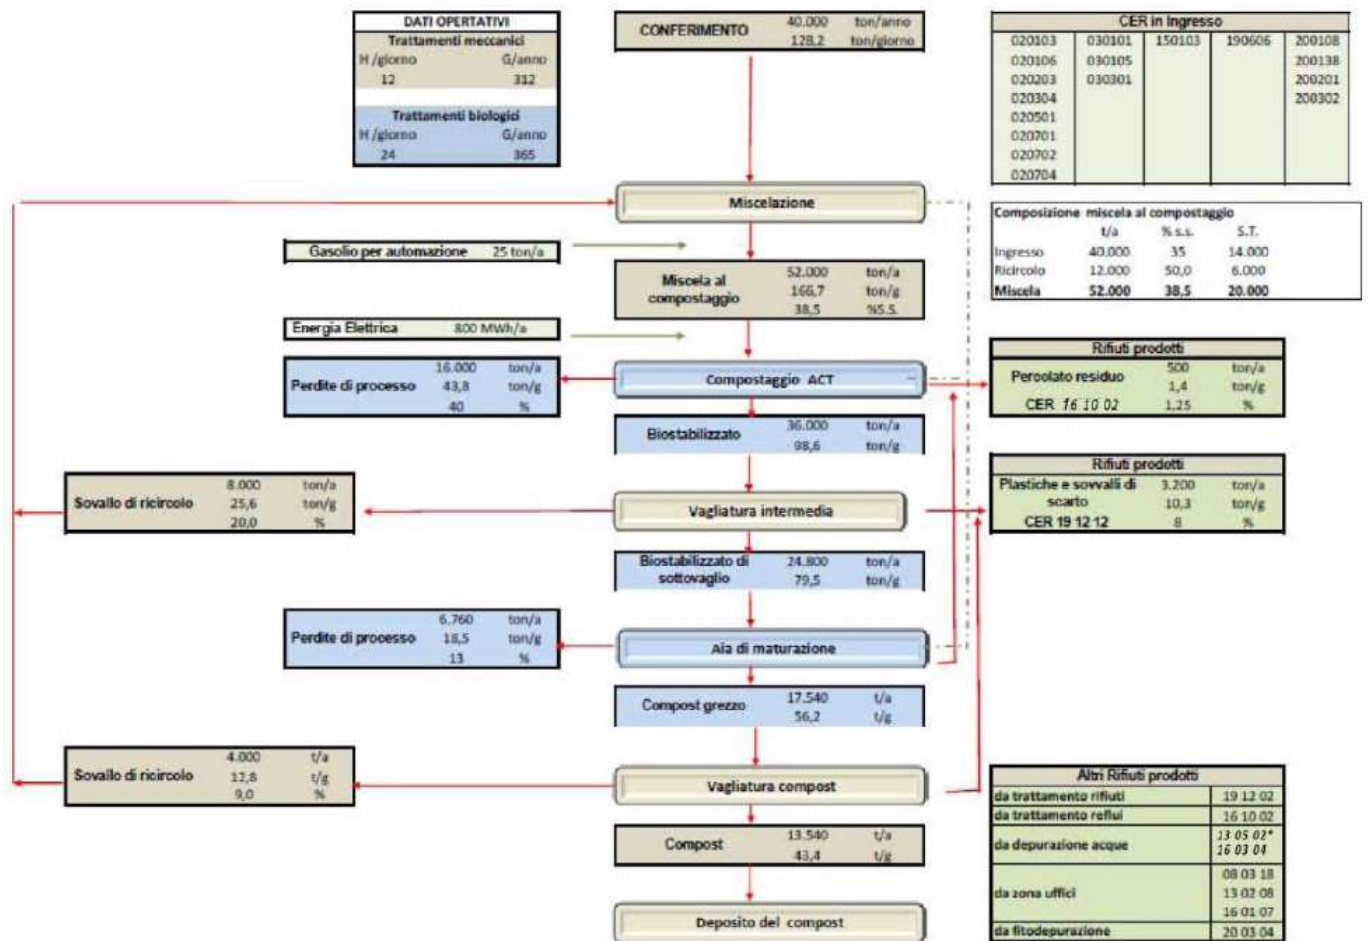 DATI OPERTATIVI
Trattamenti meccanici
H /giorno G/anno
12 312
Trattamenti biologici
H /giorno G/anno
24 365
CONFERIMENTO
40.000 ton/anno
128,2 ton/giorno
CER in Ingresso
020103 030101 150103 190606 200108
020106 030105 200138
020203 030301 200201
020304 200302
020501
020701
020702
020704
Miscelazione
Composizione miscela al compostaggio
t/a % s.s. S.T.
Ingresso 40.000 35 14.000
Ricircolo 12.000 50,0 6.000
Miscela 52.000 38,5 20.000
Gasolio per automazione 25 ton/a
Miscela al
compostaggio
52.000 ton/a
166,7 ton/g
38,5 %S.S.
Energia Elettrica 800 MWh/a
Perdite di processo
16.000 ton/a
43,8 ton/g
40 %
Compostaggio ACT
Rifiuti prodotti
Percolato residuo
500 ton/a
1,4 ton/g
CER 16 10 02 1,25 %
Biostabilizzato
36.000 ton/a
98,6 ton/g
Rifiuti prodotti
Plastiche e sovvalli di
scarto
3.200 ton/a
10,3 ton/g
CER 19 12 12 8 %
Sovallo di ricircolo
8.000 ton/a
25,6 ton/g
20,0 %
Vagliatura intermedia
Biostabilizzato di
sottovaglio
24.800 ton/a
79,5 ton/g
Perdite di processo
6.760 ton/a
18,5 ton/g
13 %
Aia di maturazione
Compost grezzo
17.540 t/a
56,2 t/g
Sovallo di ricircolo
4.000 t/a
12,8 t/g
9,0 %
Vagliatura compost
Compost
13.540 t/a
43,4 t/g
Deposito del compost
Altri Rifiuti prodotti
da trattamento rifiuti 19 12 02
da trattamento reflui 16 10 02
da depurazione acque
13 05 02*
16 03 04
da zona uffici
08 03 18
13 02 08
16 01 07
da fitodepurazione 20 03 04